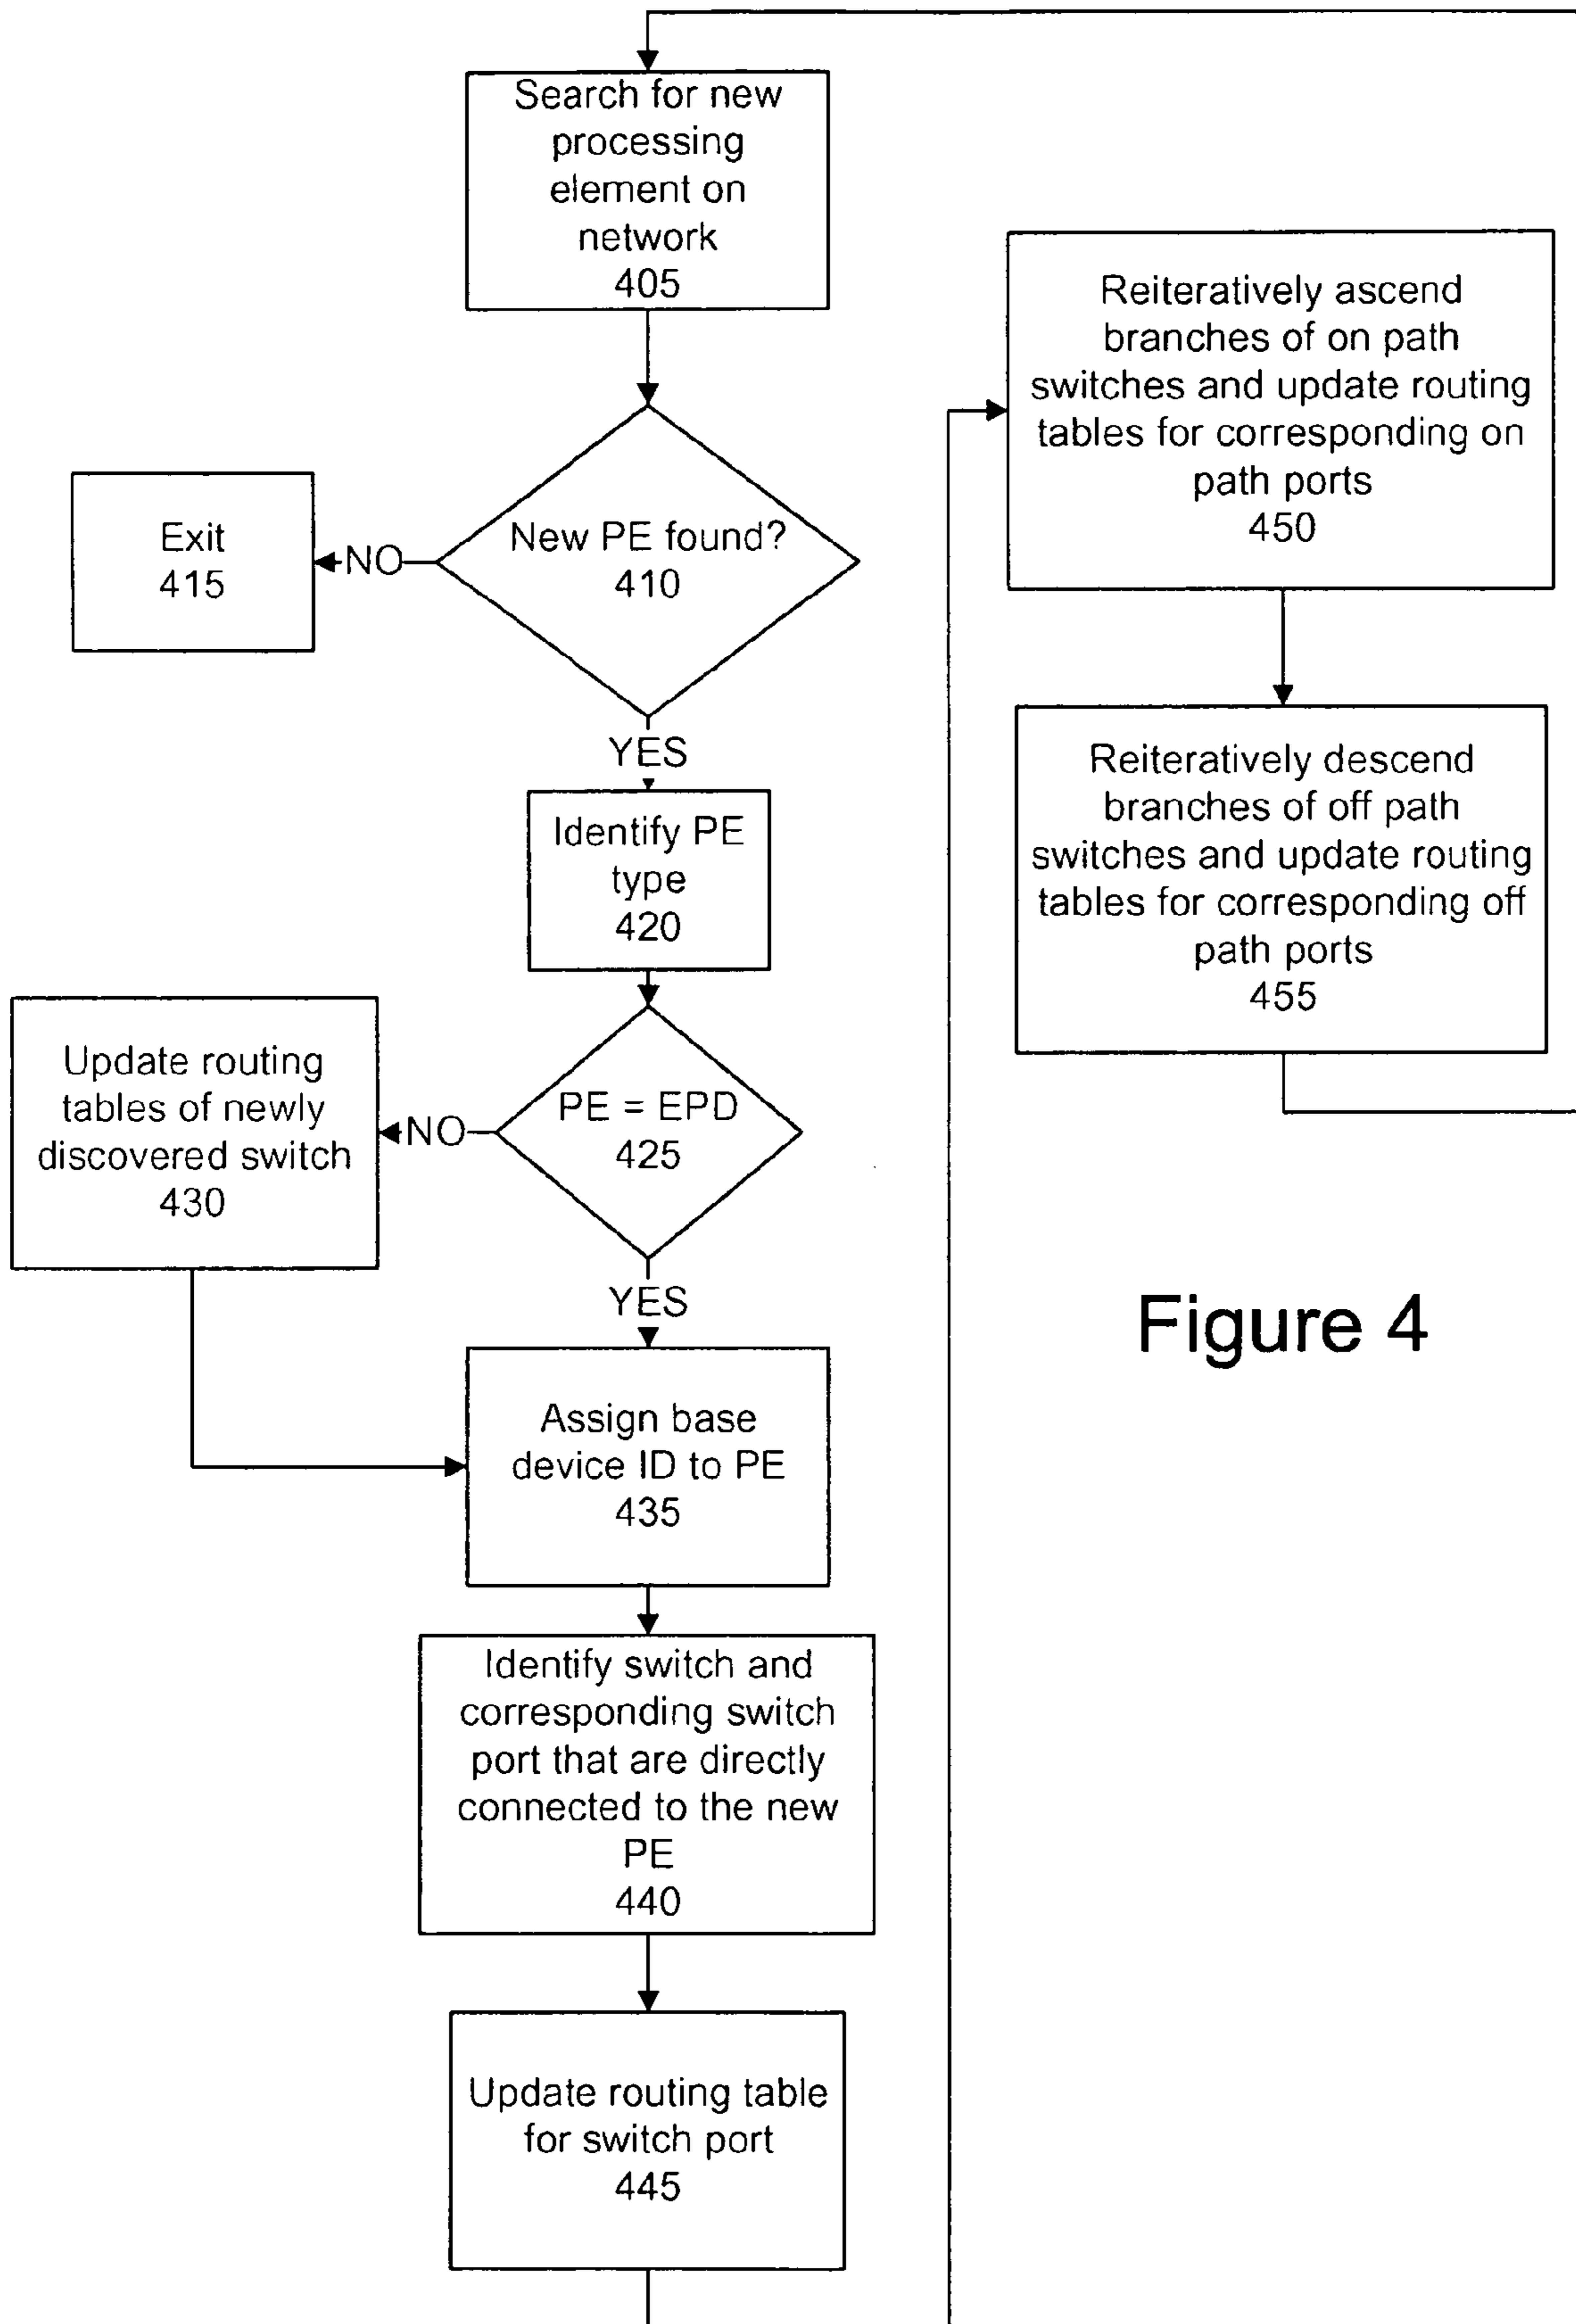 Search for new
processing
element on
network
405
New PE found?
410
NO
Exit
415
YES
Identify PE
type
420
PE = EPD
425
NO
Update routing
tables of newly
discovered switch
430
YES
Assign base
device ID to PE
435
Identify switch and
corresponding switch
port that are directly
connected to the new
PE
440
Update routing table
for switch port
445
Reiteratively ascend
branches of on path
switches and update routing
tables for corresponding on
path ports
450
Reiteratively descend
branches of off path
switches and update routing
tables for corresponding off
path ports
455
Figure 4